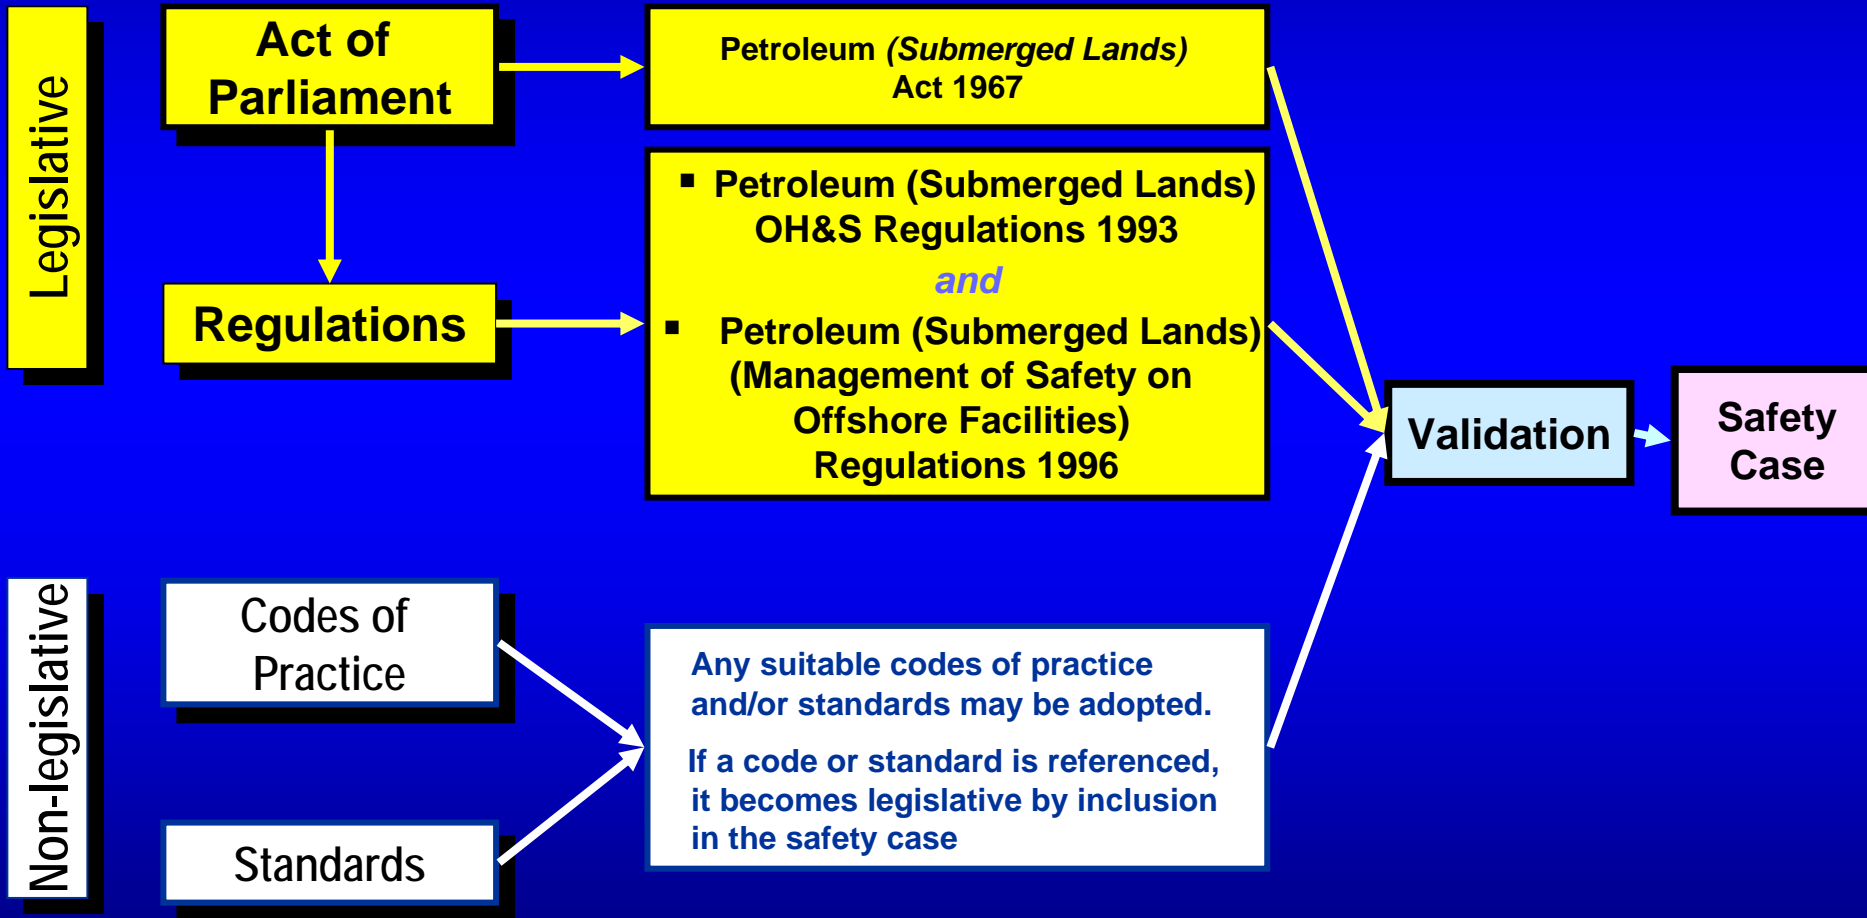 Legislative
Act of
Parliament
Petroleum (Submerged Lands)
Act 1967
Regulations
▪ Petroleum (Submerged Lands)
OH&S Regulations 1993
and
▪ Petroleum (Submerged Lands)
(Management of Safety on
Offshore Facilities)
Regulations 1996
Validation
Safety
Case
Non-legislative
Codes of
Practice
Standards
Any suitable codes of practice
and/or standards may be adopted.
If a code or standard is referenced,
it becomes legislative by inclusion
in the safety case